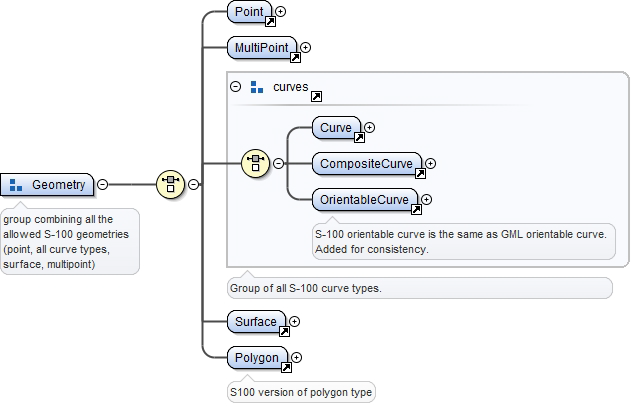 Point
MultiPoint
curves
Curve
CompositeCurve
OrientableCurve
S-100 orientable curve is the same as GML orientable curve.
Added for consistency.
Group of all S-100 curve types.
Geometry
group combining all the
allowed S-100 geometries
(point, all curve types,
surface, multipoint)
Surface
Polygon
S100 version of polygon type